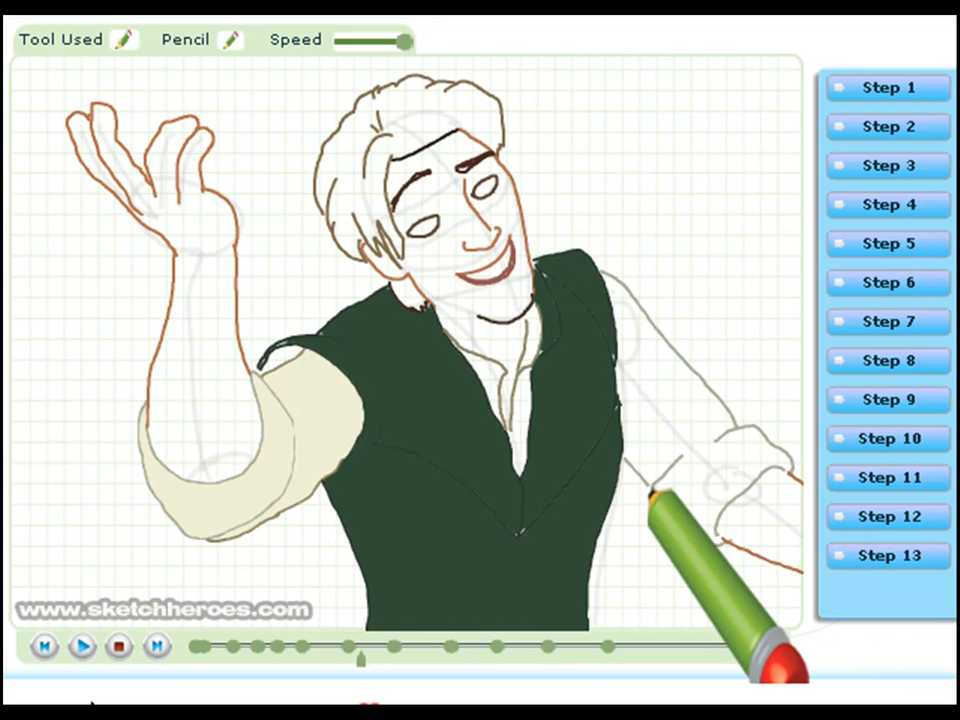 Tool Used Pencil Speed
Step 1
Step 2
Step 3
Step 4
Step 5
Step 6
Step 7
Step 8
Step 9
Step 10
Step 11
Step 12
Step 13
www.sketchheroes.com